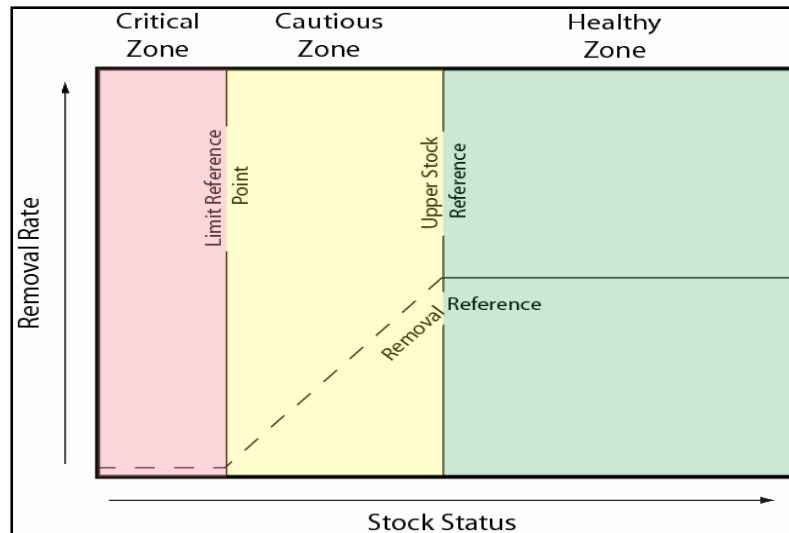 Critical
Zone
Cautious
Zone
Healthy
Zone
Removal Rate
Limit Reference
Point
Upper Stock
Reference
Removal Reference
Stock Status